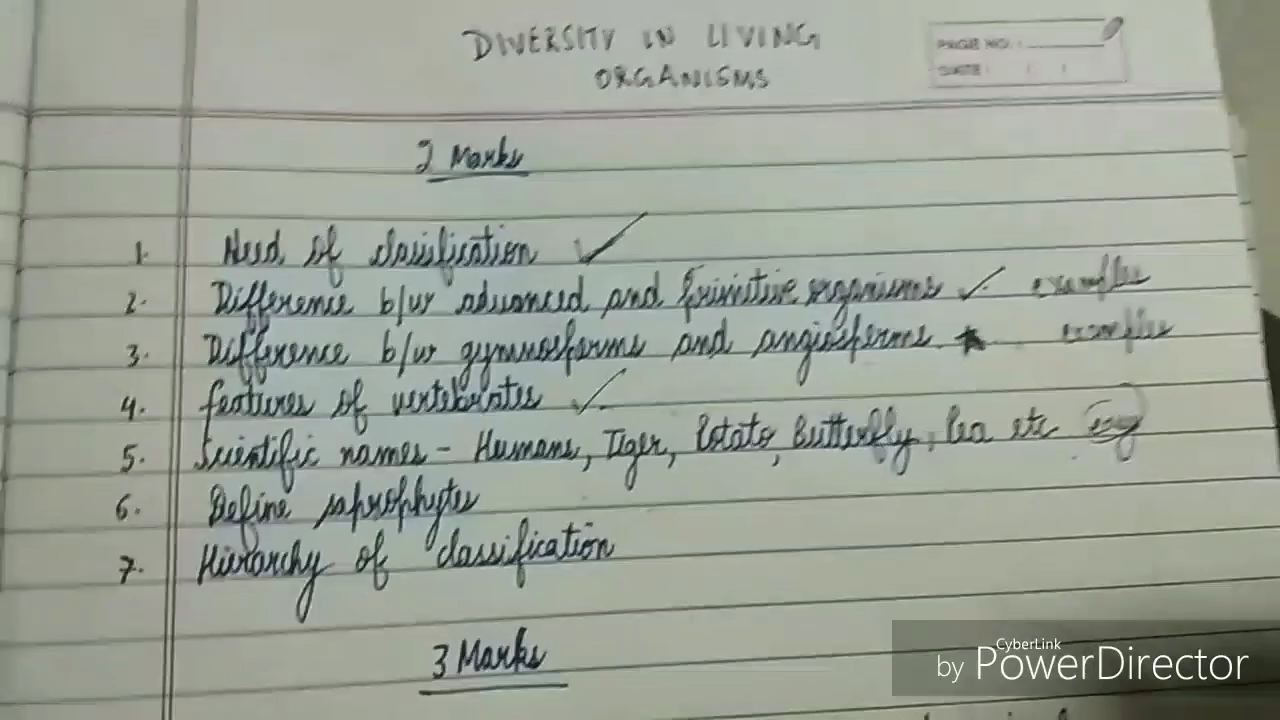 DIVERSITY IN LIVING
ORGANISMS
PAGE NO.:
DATE: / /
2 Marks
1. Need of classification ✓
2. Difference b/w advanced and primitive organisms ✓ examples
3. Difference b/w gymnosperms and angiosperms ★ examples
4. features of vertebrates ✓
5. Scientific names - Humans, Tiger, Potato, Butterfly, Pea etc
6. Define saprophytes
7. Hierarchy of classification
3 Marks
CyberLink
by PowerDirector